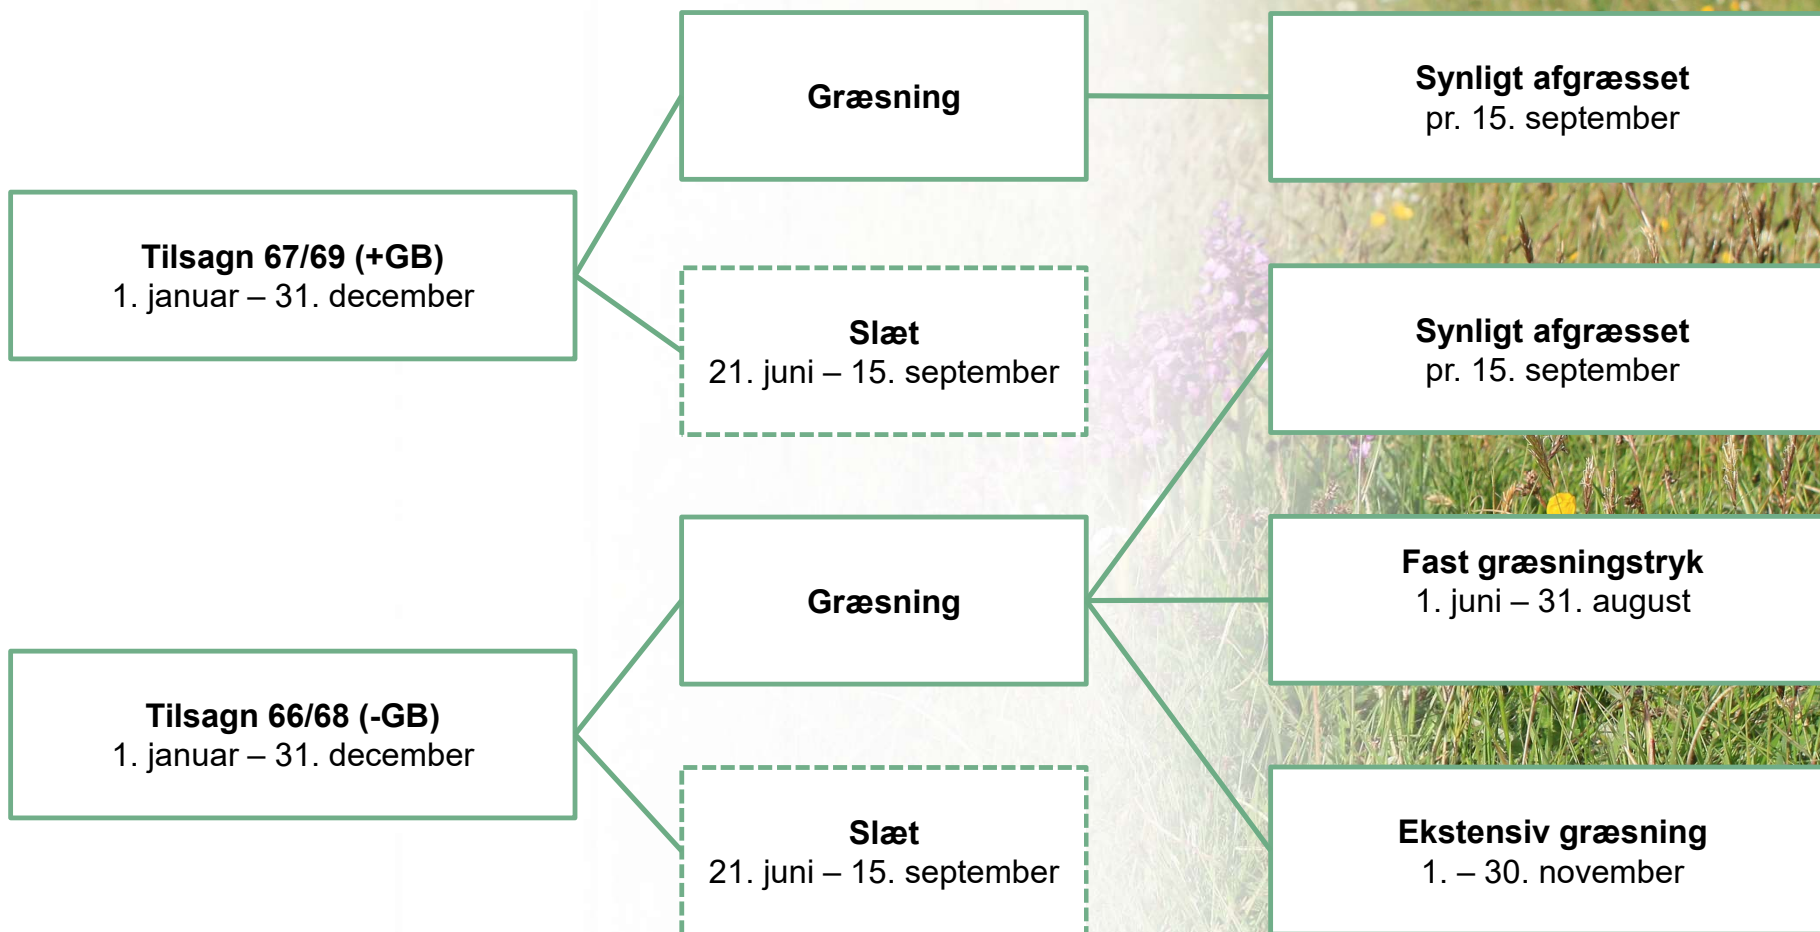 Græsning
Synligt afgræsset
pr. 15. september
Tilsagn 67/69 (+GB)
1. januar – 31. december
Slæt
21. juni – 15. september
Synligt afgræsset
pr. 15. september
Græsning
Fast græsningstryk
1. juni – 31. august
Tilsagn 66/68 (-GB)
1. januar – 31. december
Slæt
21. juni – 15. september
Ekstensiv græsning
1. – 30. november